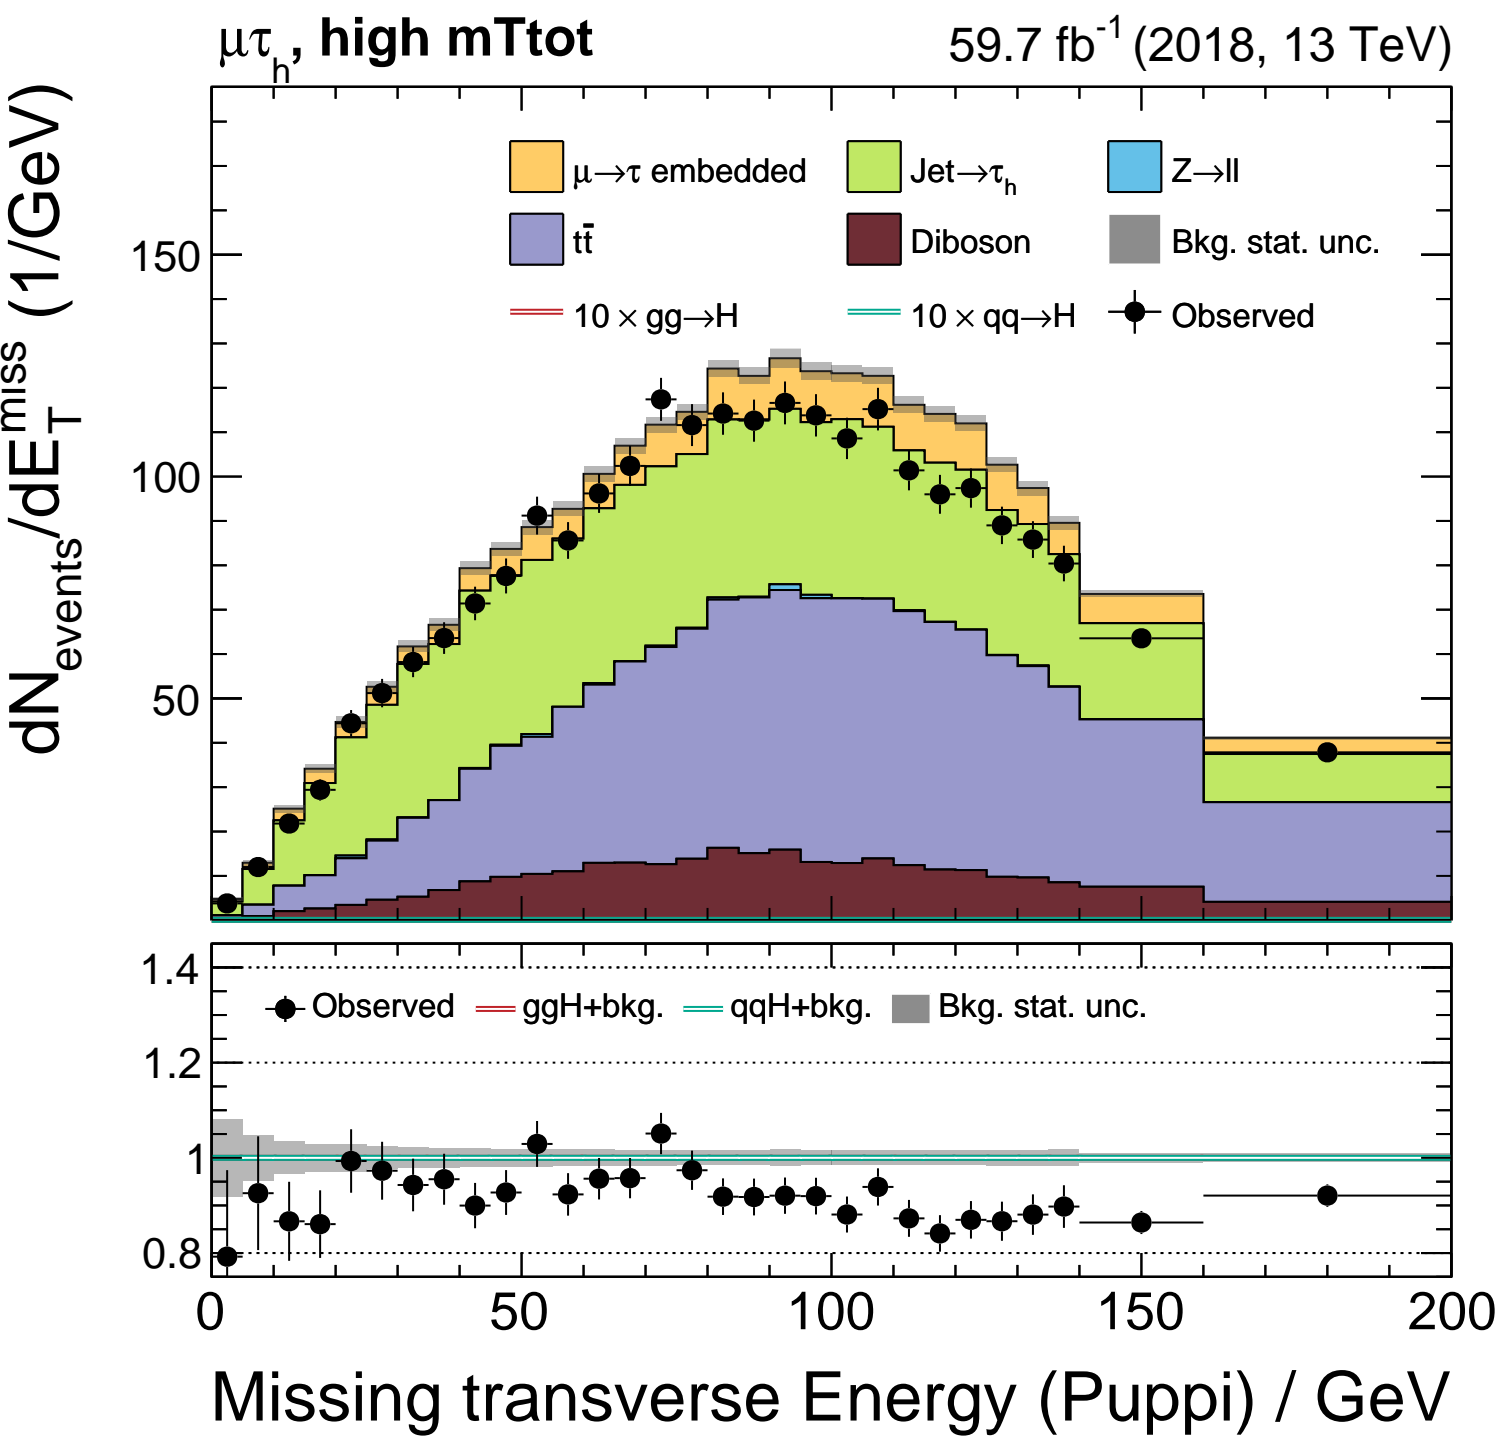 μτh, high mTtot
59.7 fb-1 (2018, 13 TeV)
dNevents/dETmiss (1/GeV)
μ→τ embedded
Jet→τh
Z→ll
tt̄
Diboson
Bkg. stat. unc.
10 × gg→H
10 × qq→H
Observed
150
100
50
1.4
Observed
ggH+bkg.
qqH+bkg.
Bkg. stat. unc.
1.2
1
0.8
0 50 100 150 200
Missing transverse Energy (Puppi) / GeV